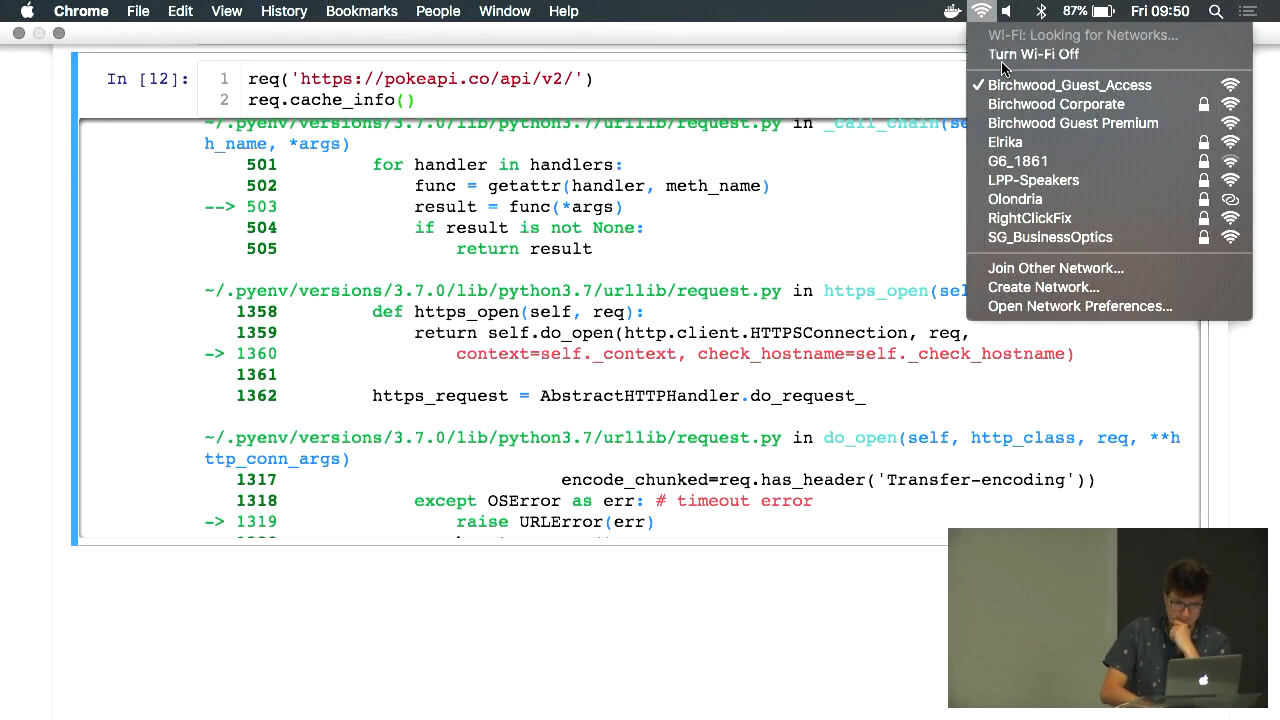 Chrome File Edit View History Bookmarks People Window Help 87% Fri 09:50
Wi-Fi: Looking for Networks...
Turn Wi-Fi Off
Birchwood_Guest_Access
Birchwood Corporate
Birchwood Guest Premium
Elrika
G6_1861
LPP-Speakers
Olondria
RightClickFix
SG_BusinessOptics
Join Other Network...
Create Network...
Open Network Preferences...
In [12]:
1 req('https://pokeapi.co/api/v2/')
2 req.cache_info()
~/.pyenv/versions/3.7.0/lib/python3.7/urllib/request.py in _call_chain(se
h_name, *args)
501 for handler in handlers:
502 func = getattr(handler, meth_name)
--> 503 result = func(*args)
504 if result is not None:
505 return result
~/.pyenv/versions/3.7.0/lib/python3.7/urllib/request.py in https_open(sel
1358 def https_open(self, req):
1359 return self.do_open(http.client.HTTPSConnection, req,
-> 1360 context=self._context, check_hostname=self._check_hostname)
1361
1362 https_request = AbstractHTTPHandler.do_request_
~/.pyenv/versions/3.7.0/lib/python3.7/urllib/request.py in do_open(self, http_class, req, **h
ttp_conn_args)
1317 encode_chunked=req.has_header('Transfer-encoding'))
1318 except OSError as err: # timeout error
-> 1319 raise URLError(err)